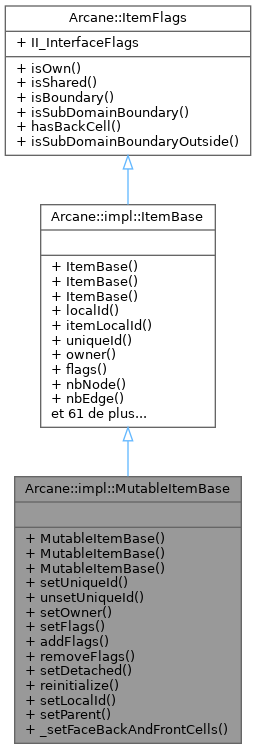 Arcane::ItemFlags
+ II_InterfaceFlags
+ isOwn()
+ isShared()
+ isBoundary()
+ isSubDomainBoundary()
+ hasBackCell()
+ isSubDomainBoundaryOutside()
Arcane::impl::ItemBase
+ ItemBase()
+ ItemBase()
+ ItemBase()
+ localId()
+ itemLocalId()
+ uniqueId()
+ owner()
+ flags()
+ nbNode()
+ nbEdge()
et 61 de plus...
Arcane::impl::MutableItemBase
+ MutableItemBase()
+ MutableItemBase()
+ MutableItemBase()
+ setUniqueId()
+ unsetUniqueId()
+ setOwner()
+ setFlags()
+ addFlags()
+ removeFlags()
+ setDetached()
+ reinitialize()
+ setLocalId()
+ setParent()
+ _setFaceBackAndFrontCells()